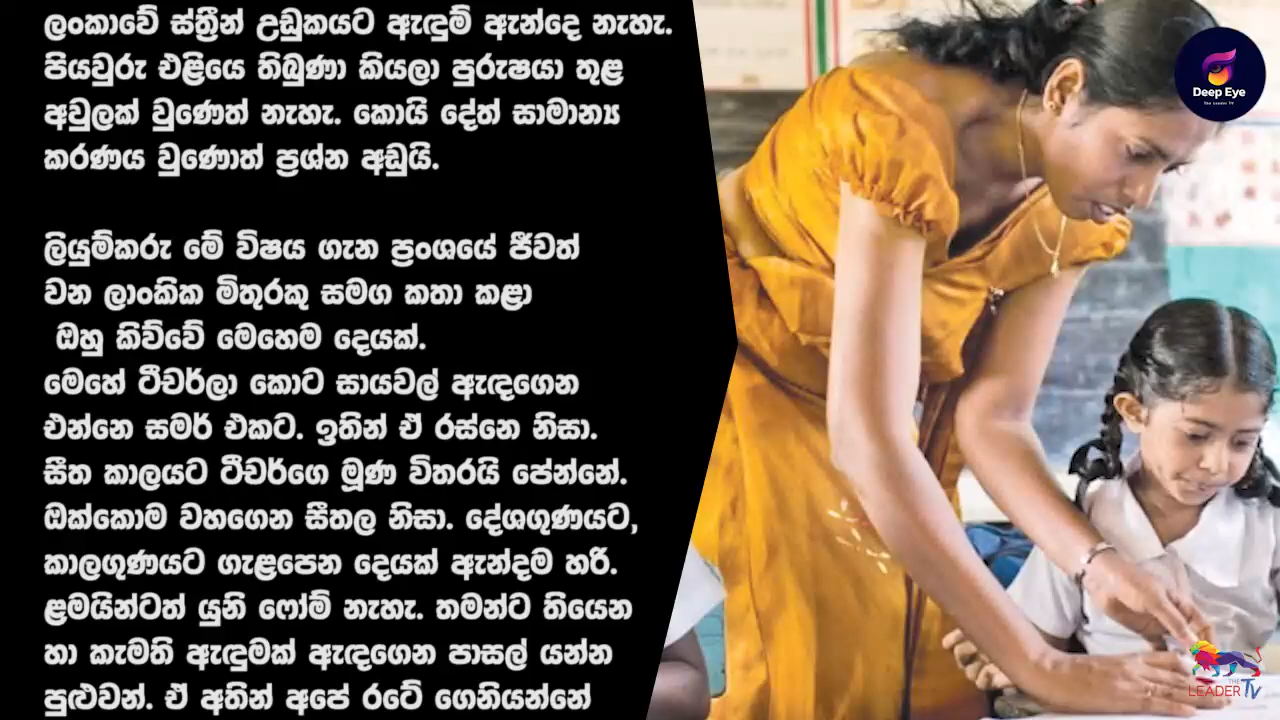 ලංකාවේ ස්ත්‍රීන් උඩුකයට ඇඳුම් ඇන්දෙ නැහැ.
පියවුරු එළියෙ තිබුණා කියලා පුරුෂයා තුළ
අවුලක් වුණෙත් නැහැ. කොයි දේත් සාමාන්‍ය
කරණය වුණොත් ප්‍රශ්න අඩුයි.
ලියුම්කරු මේ විෂය ගැන ප්‍රංශයේ ජීවත්
වන ලාංකික මිතුරකු සමග කතා කළා
ඔහු කිව්වේ මෙහෙම දෙයක්.
මෙහේ ටීචර්ලා කොට සායවල් ඇඳගෙන
එන්නෙ සමර් එකට. ඉතින් ඒ රස්නෙ නිසා.
සීත කාලයට ටීචර්ගෙ මූණ විතරයි පේන්නේ.
ඔක්කොම වහගෙන සීතල නිසා. දේශගුණයට,
කාලගුණයට ගැළපෙන දෙයක් ඇන්දම හරි.
ළමයින්ටත් යුනි ෆෝම් නැහැ. තමන්ට තියෙන
හා කැමති ඇඳුමක් ඇඳගෙන පාසල් යන්න
පුළුවන්. ඒ අතින් අපේ රටේ ගෙනියන්නේ
Deep Eye
The Leader TV
THE
LEADER TV